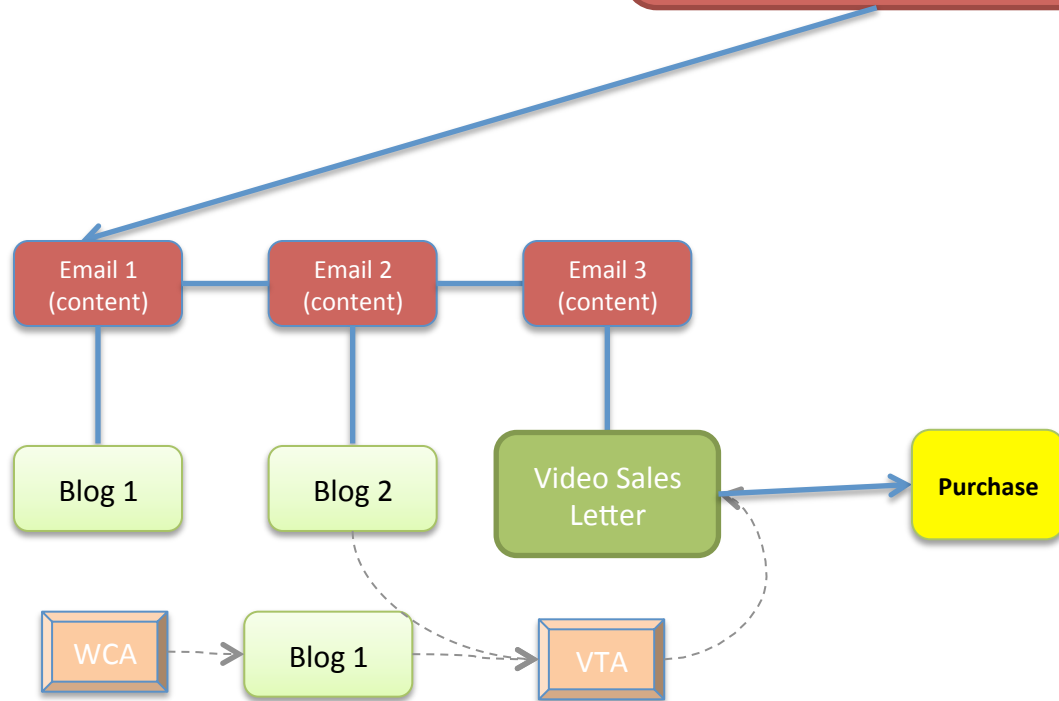 Email 1
(content)
Email 2
(content)
Email 3
(content)
Blog 1
Blog 2
Video Sales
Letter
Purchase
WCA
Blog 1
VTA